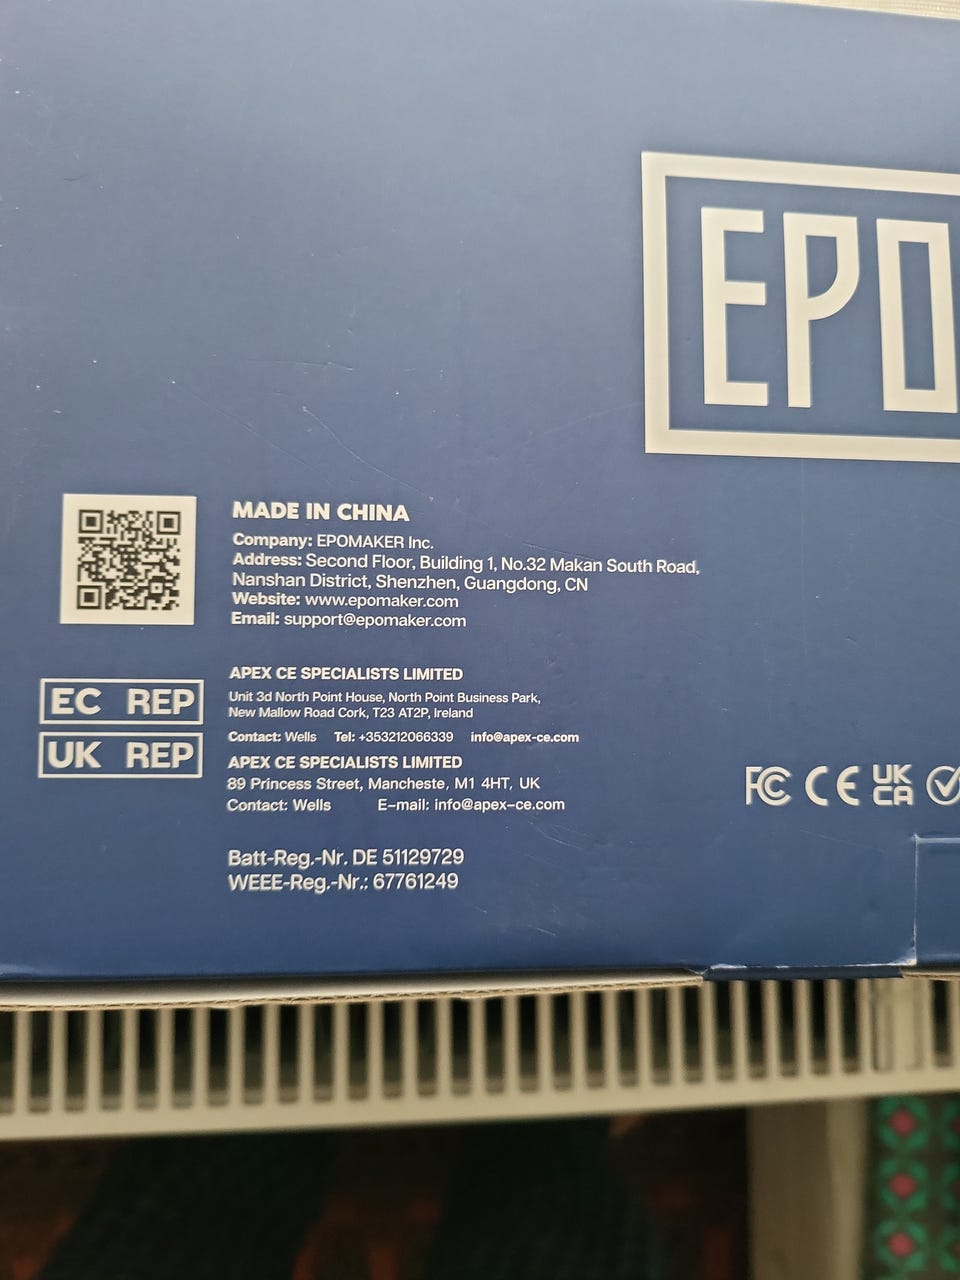 EPO
MADE IN CHINA
Company: EPOMAKER Inc.
Address: Second Floor, Building 1, No.32 Makan South Road,
Nanshan District, Shenzhen, Guangdong, CN
Website: www.epomaker.com
Email: support@epomaker.com
EC REP
APEX CE SPECIALISTS LIMITED
Unit 3d North Point House, North Point Business Park,
New Mallow Road Cork, T23 AT2P, Ireland
Contact: Wells Tel: +353212066339 info@apex-ce.com
UK REP
APEX CE SPECIALISTS LIMITED
89 Princess Street, Mancheste, M1 4HT, UK
Contact: Wells E-mail: info@apex-ce.com
FC CE UK
CA
Batt-Reg.-Nr. DE 51129729
WEEE-Reg.-Nr.: 67761249